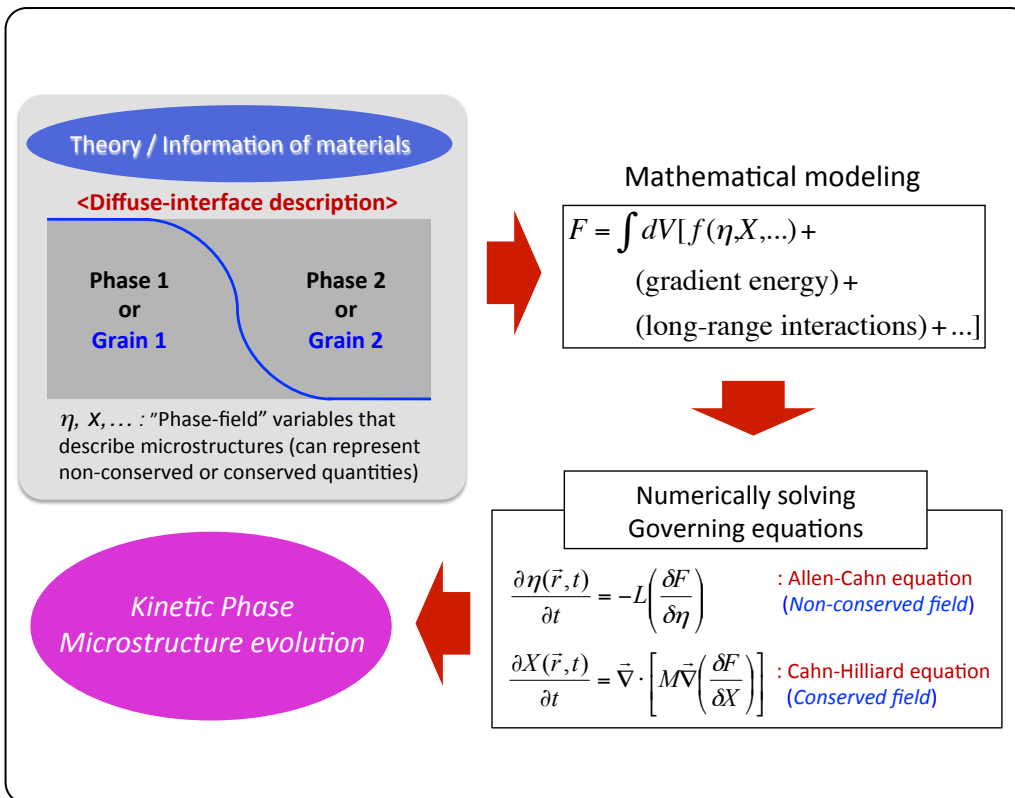 Theory / Information of materials
<Diffuse-interface description>
Phase 1
or
Grain 1
Phase 2
or
Grain 2
η, X,... : "Phase-field" variables that
describe microstructures (can represent
non-conserved or conserved quantities)
Mathematical modeling
F = ∫ dV[f(η,X,...) +
(gradient energy) +
(long-range interactions) + ...]
Numerically solving
Governing equations
∂η(r⃗,t)/∂t = −L(δF/δη)
: Allen-Cahn equation
(Non-conserved field)
∂X(r⃗,t)/∂t = ∇⃗ · [M∇⃗(δF/δX)]
: Cahn-Hilliard equation
(Conserved field)
Kinetic Phase
Microstructure evolution